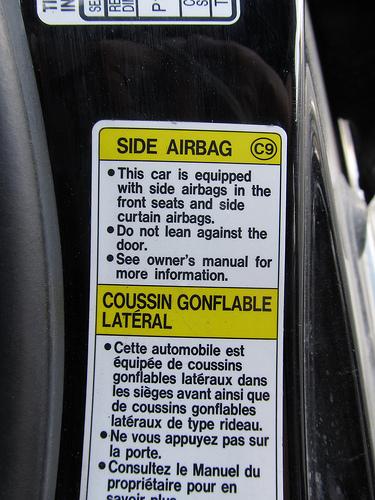 SIDE AIRBAG C9
• This car is equipped
with side airbags in the
front seats and side
curtain airbags.
• Do not lean against the
door.
• See owner's manual for
more information.
COUSSIN GONFLABLE
LATÉRAL
• Cette automobile est
équipée de coussins
gonflables latéraux dans
les sièges avant ainsi que
de coussins gonflables
latéraux de type rideau.
• Ne vous appuyez pas sur
la porte.
• Consultez le Manuel du
propriétaire pour en
savoir plus.